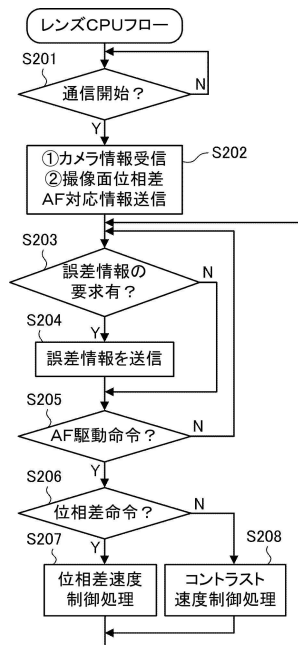 レンズCPUフロー
S201
通信開始？
N
Y
①カメラ情報受信
②撮像面位相差
AF対応情報送信
S202
S203
誤差情報の
要求有？
N
Y
S204
誤差情報を送信
S205
AF駆動命令？
N
Y
S206
位相差命令？
N
Y
S207
位相差速度
制御処理
S208
コントラスト
速度制御処理